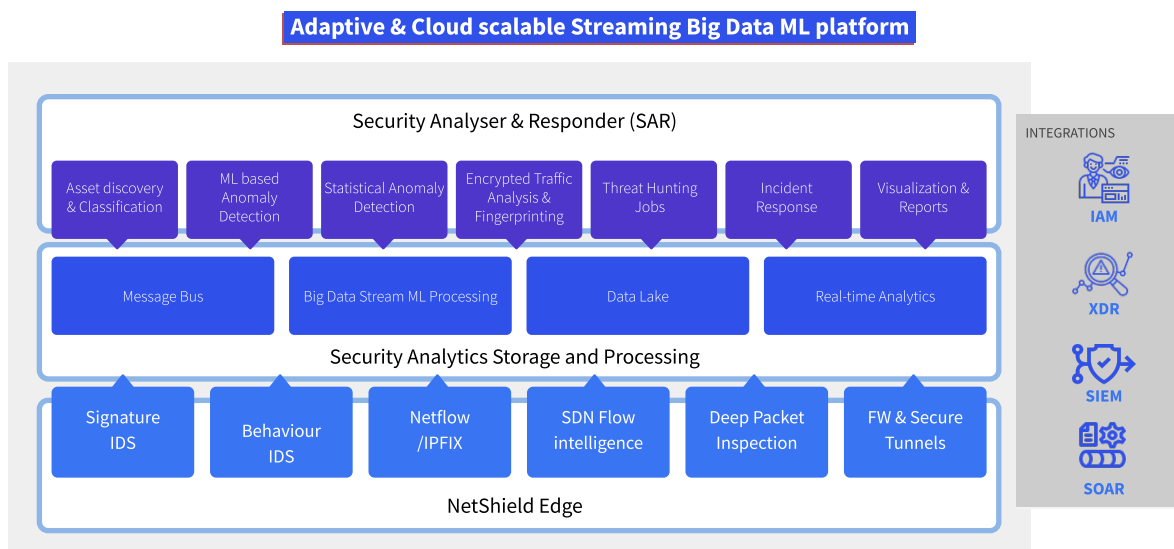 Adaptive & Cloud scalable Streaming Big Data ML platform
Security Analyser & Responder (SAR)
Asset discovery
& Classification
ML based
Anomaly
Detection
Statistical Anomaly
Detection
Encrypted Traffic
Analysis &
Fingerprinting
Threat Hunting
Jobs
Incident
Response
Visualization &
Reports
Message Bus
Big Data Stream ML Processing
Data Lake
Real-time Analytics
Security Analytics Storage and Processing
Signature
IDS
Behaviour
IDS
Netflow
/IPFIX
SDN Flow
intelligence
Deep Packet
Inspection
FW & Secure
Tunnels
NetShield Edge
INTEGRATIONS
IAM
XDR
SIEM
SOAR